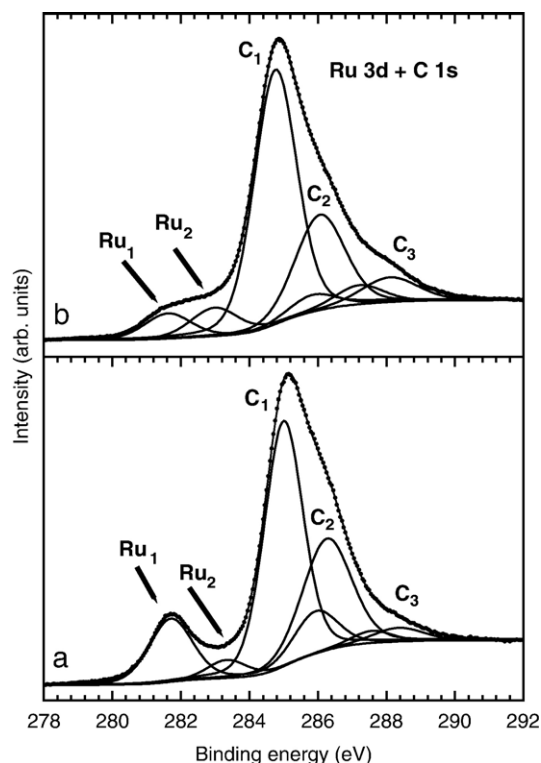 C₁
Ru 3d + C 1s
C₂
Ru₂
Ru₁
C₃
b
C₁
C₂
Ru₁
Ru₂
C₃
a
Intensity (arb. units)
278 280 282 284 286 288 290 292
Binding energy (eV)